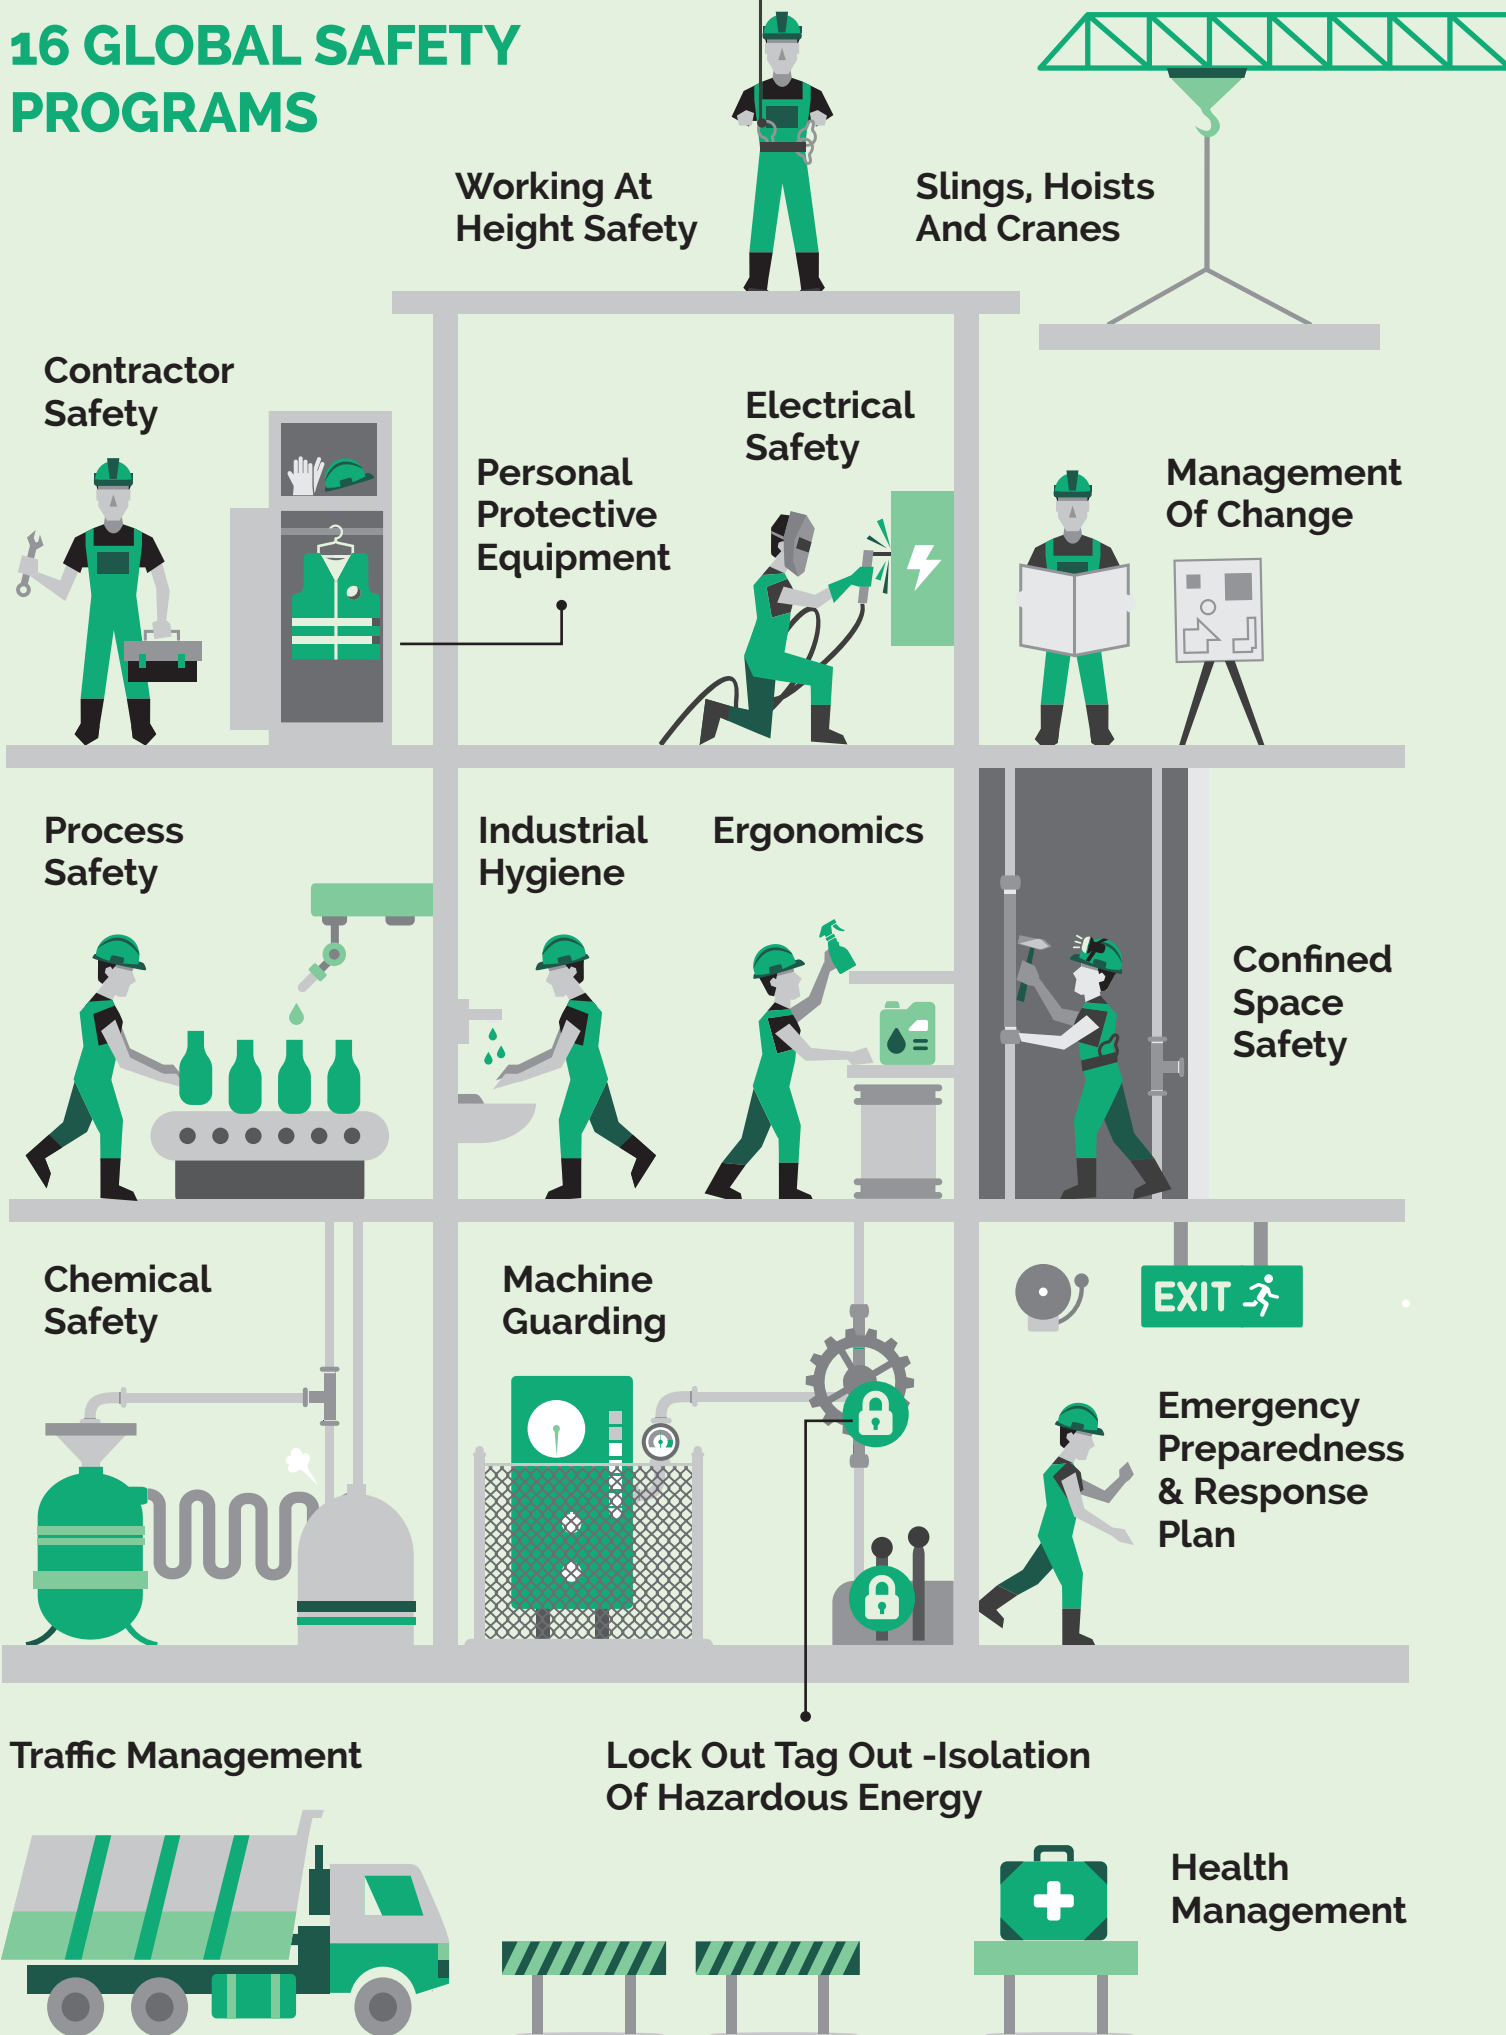 16 GLOBAL SAFETY
PROGRAMS
Working At
Height Safety
Slings, Hoists
And Cranes
Contractor
Safety
Personal
Protective
Equipment
Electrical
Safety
Management
Of Change
Process
Safety
Industrial
Hygiene
Ergonomics
Confined
Space
Safety
Chemical
Safety
Machine
Guarding
EXIT
Emergency
Preparedness
& Response
Plan
Traffic Management
Lock Out Tag Out -Isolation
Of Hazardous Energy
Health
Management